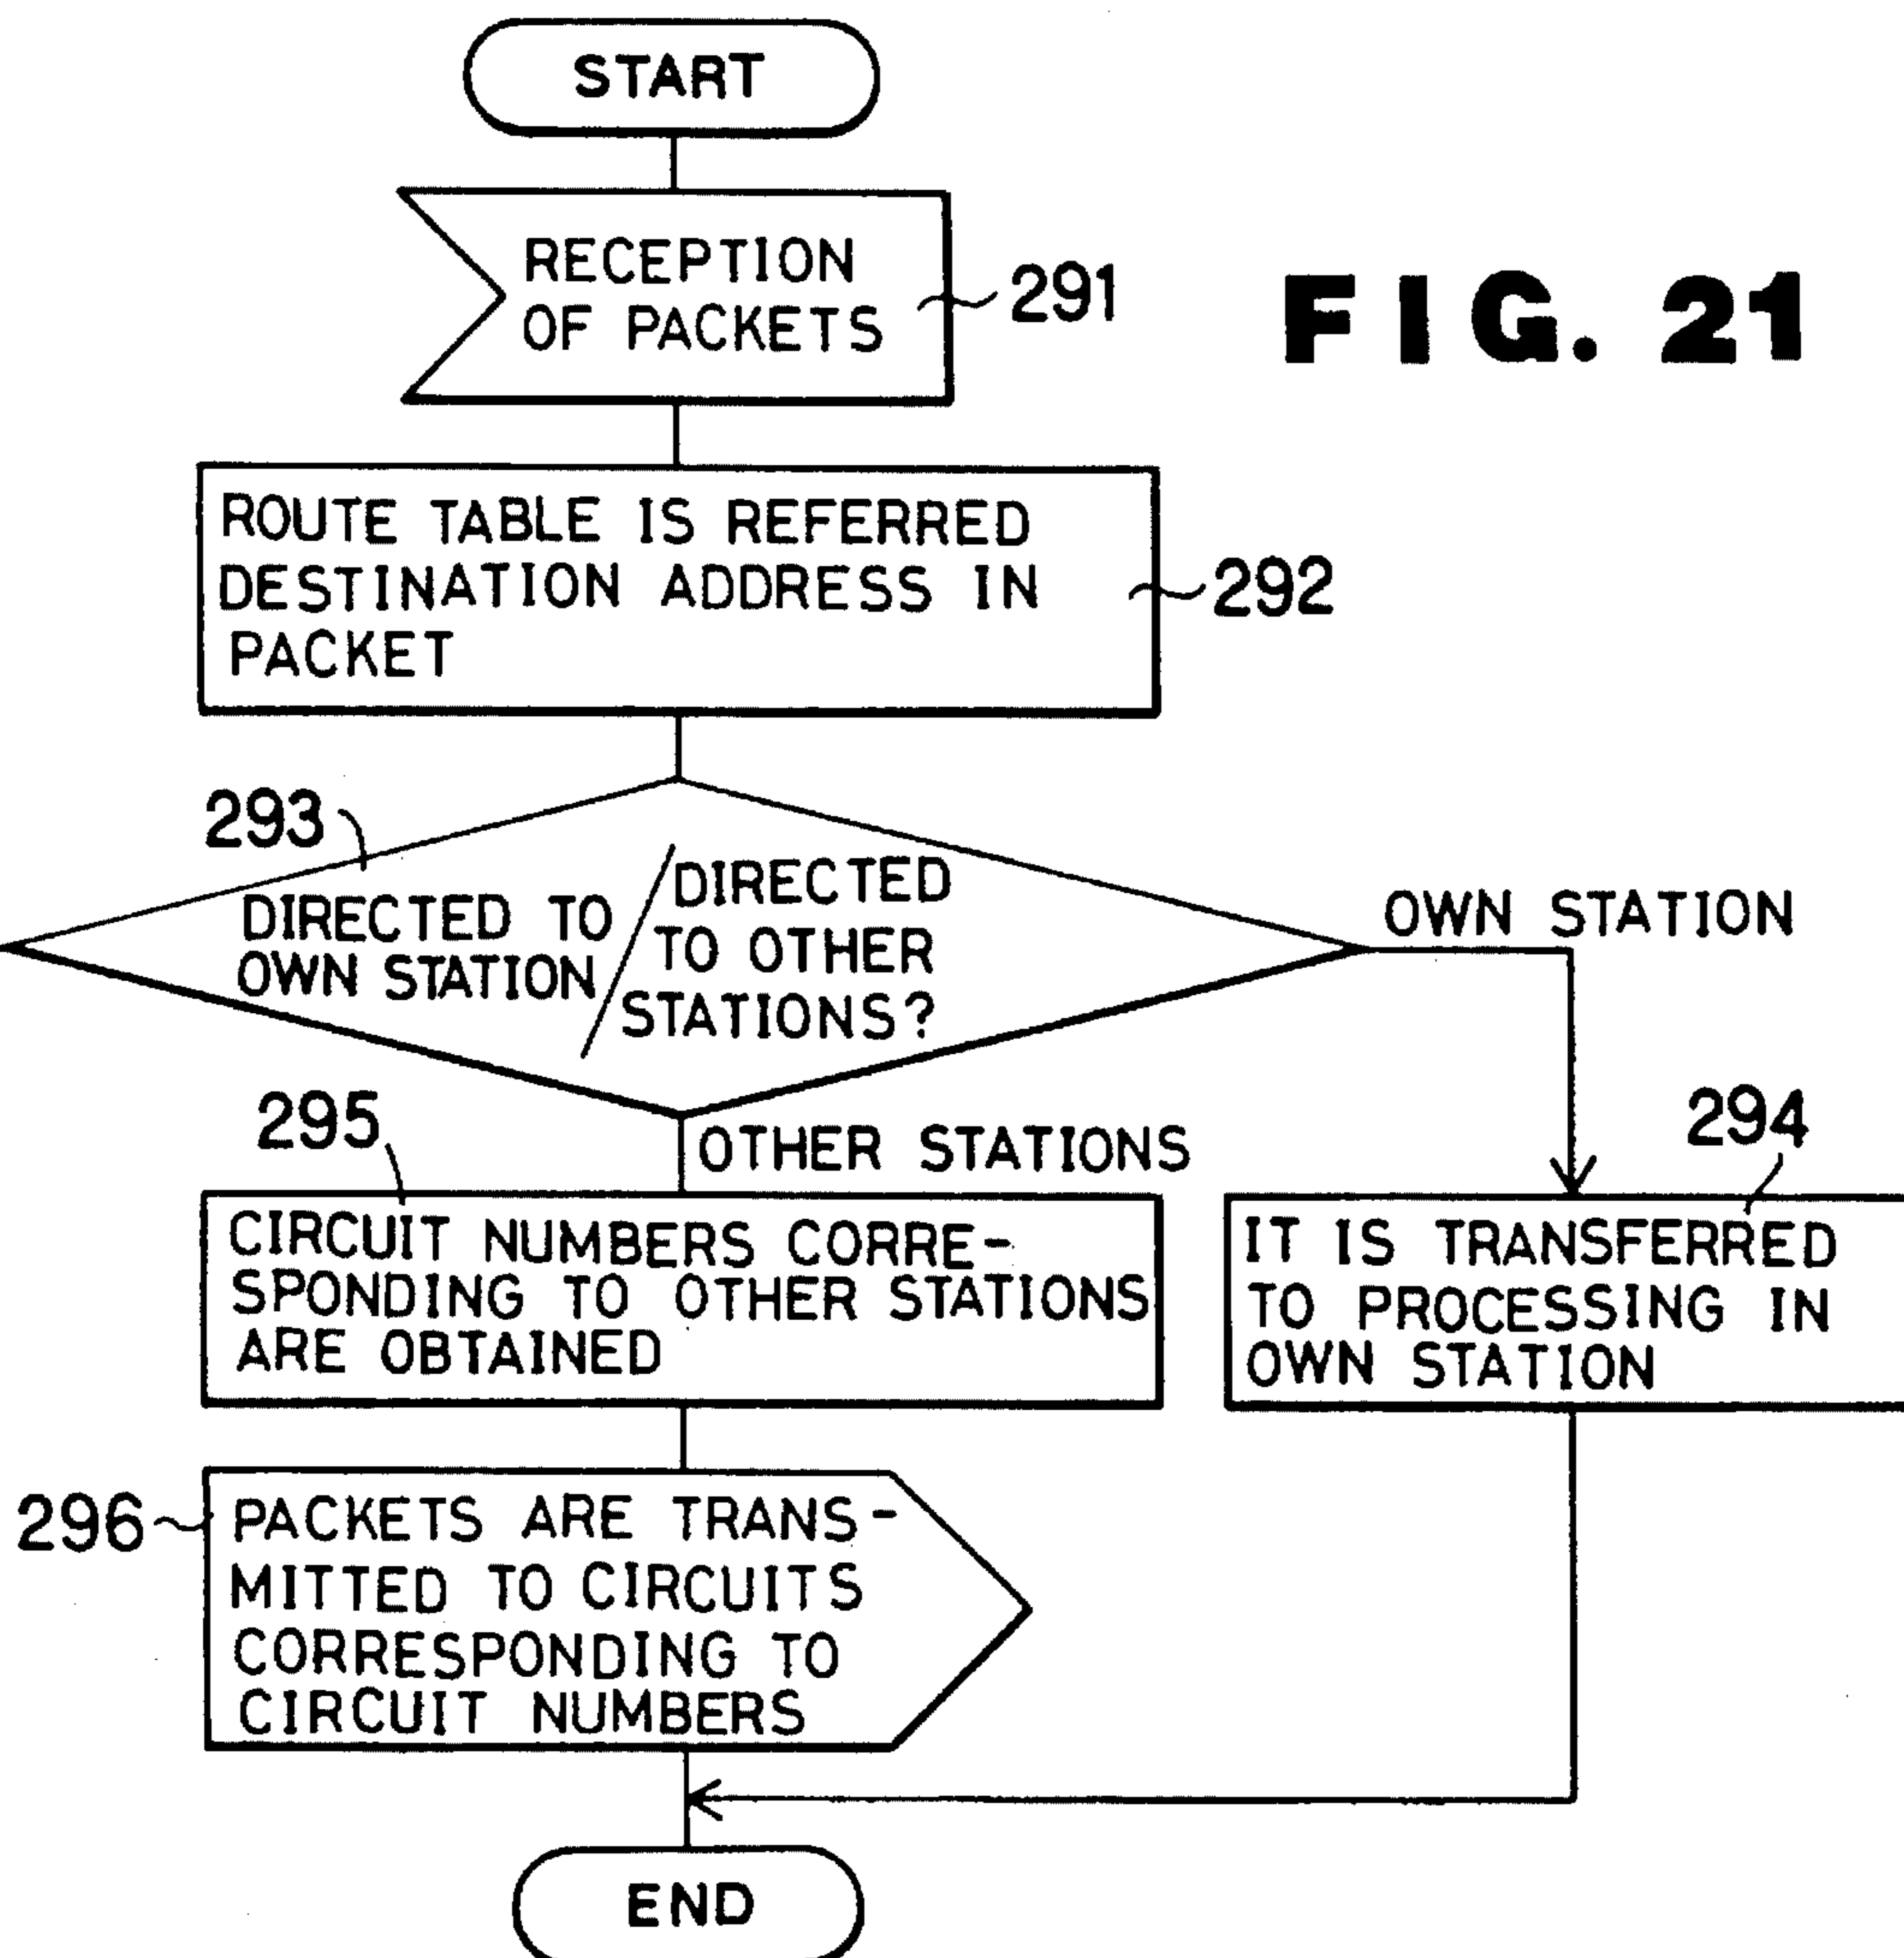 START
RECEPTION
OF PACKETS
291
FIG. 21
ROUTE TABLE IS REFERRED
DESTINATION ADDRESS IN
PACKET
292
293
DIRECTED TO
OWN STATION
/
DIRECTED
TO OTHER
STATIONS?
OWN STATION
OTHER STATIONS
295
CIRCUIT NUMBERS CORRE-
SPONDING TO OTHER STATIONS
ARE OBTAINED
294
IT IS TRANSFERRED
TO PROCESSING IN
OWN STATION
296
PACKETS ARE TRANS-
MITTED TO CIRCUITS
CORRESPONDING TO
CIRCUIT NUMBERS
END